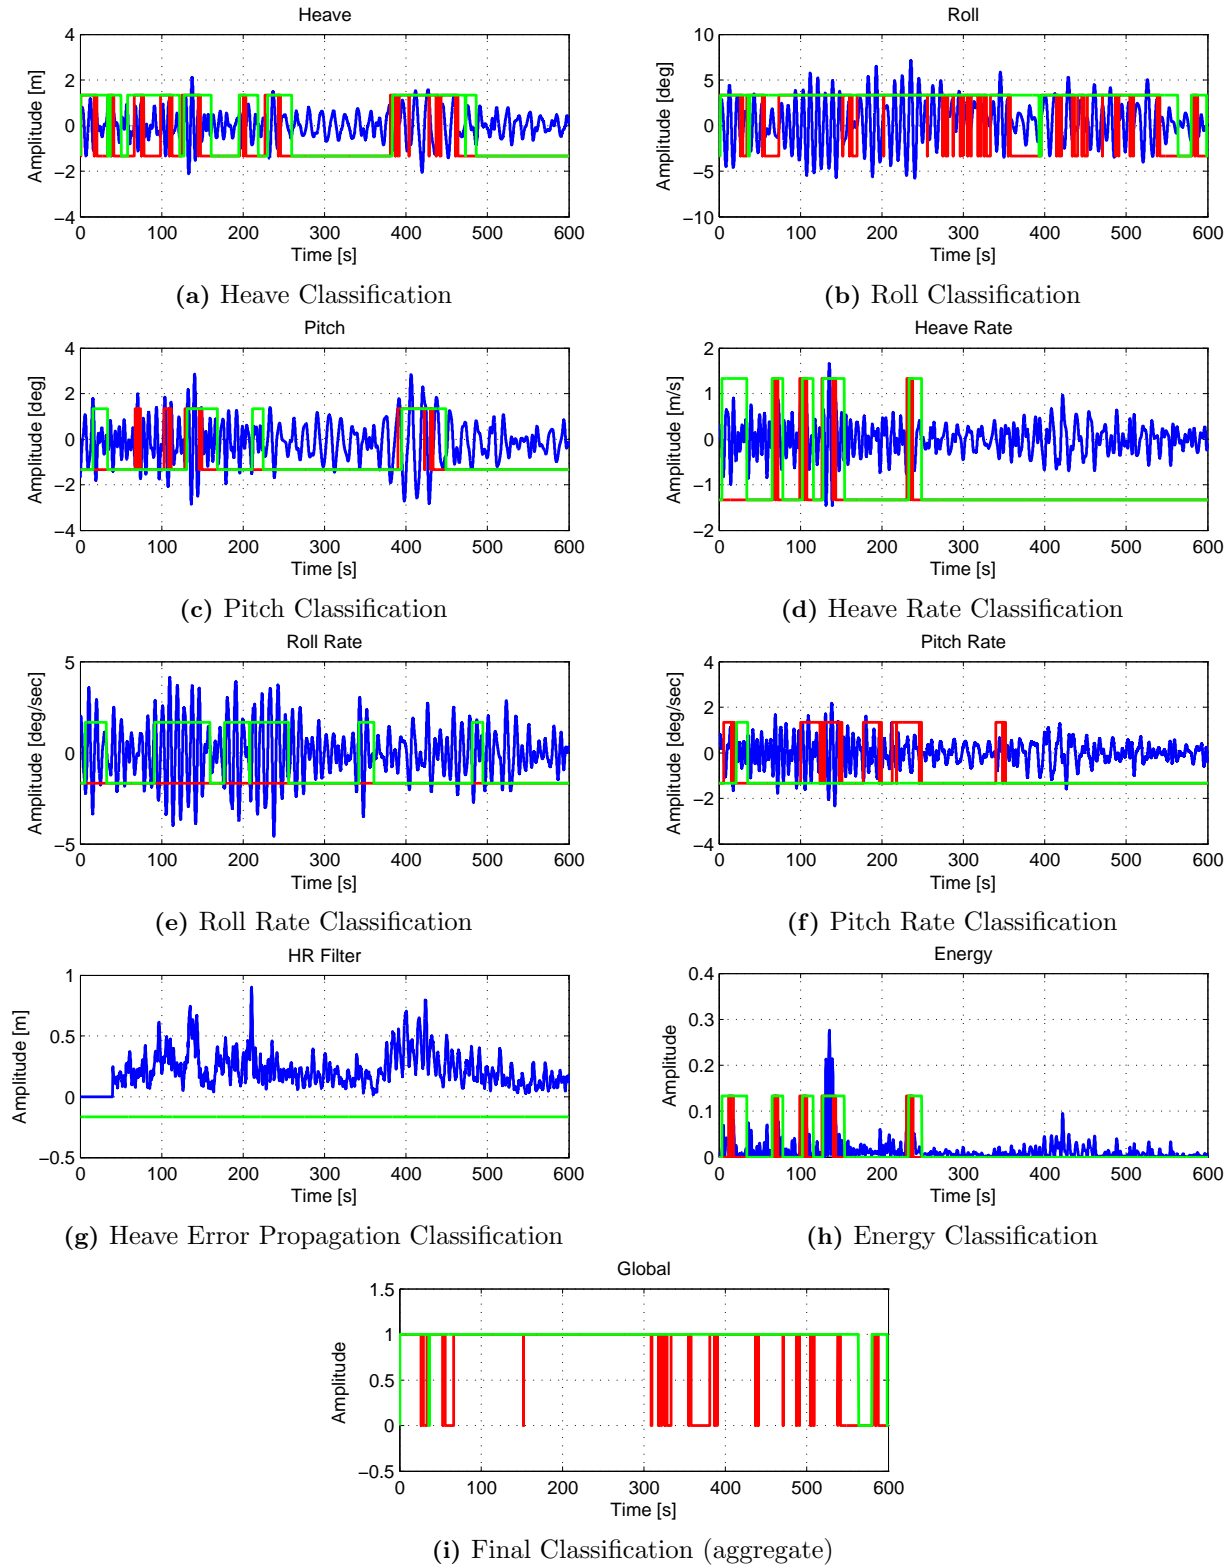 Heave
Amplitude [m]
4
2
0
−2
−4
0 100 200 300 400 500 600
Time [s]
(a) Heave Classification
Roll
Amplitude [deg]
10
5
0
−5
−10
0 100 200 300 400 500 600
Time [s]
(b) Roll Classification
Pitch
Amplitude [deg]
4
2
0
−2
−4
0 100 200 300 400 500 600
Time [s]
(c) Pitch Classification
Heave Rate
Amplitude [m/s]
2
1
0
−1
−2
0 100 200 300 400 500 600
Time [s]
(d) Heave Rate Classification
Roll Rate
Amplitude [deg/sec]
5
0
−5
0 100 200 300 400 500 600
Time [s]
(e) Roll Rate Classification
Pitch Rate
Amplitude [deg/sec]
4
2
0
−2
−4
0 100 200 300 400 500 600
Time [s]
(f) Pitch Rate Classification
HR Filter
Amplitude [m]
1
0.5
0
−0.5
0 100 200 300 400 500 600
Time [s]
(g) Heave Error Propagation Classification
Energy
Amplitude
0.4
0.3
0.2
0.1
0
0 100 200 300 400 500 600
Time [s]
(h) Energy Classification
Global
Amplitude
1.5
1
0.5
0
−0.5
0 100 200 300 400 500 600
Time [s]
(i) Final Classification (aggregate)